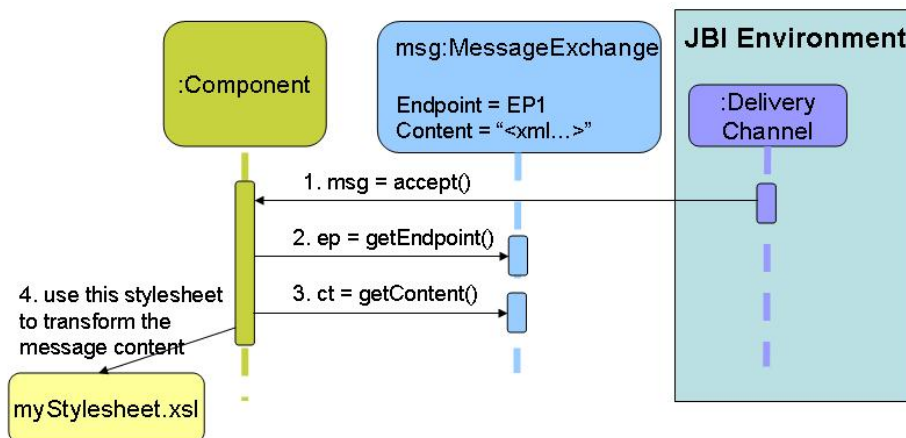 :Component
msg:MessageExchange
Endpoint = EP1
Content = “<xml...>”
JBI Environment
:Delivery
Channel
1. msg = accept()
2. ep = getEndpoint()
3. ct = getContent()
4. use this stylesheet
to transform the
message content
myStylesheet.xsl